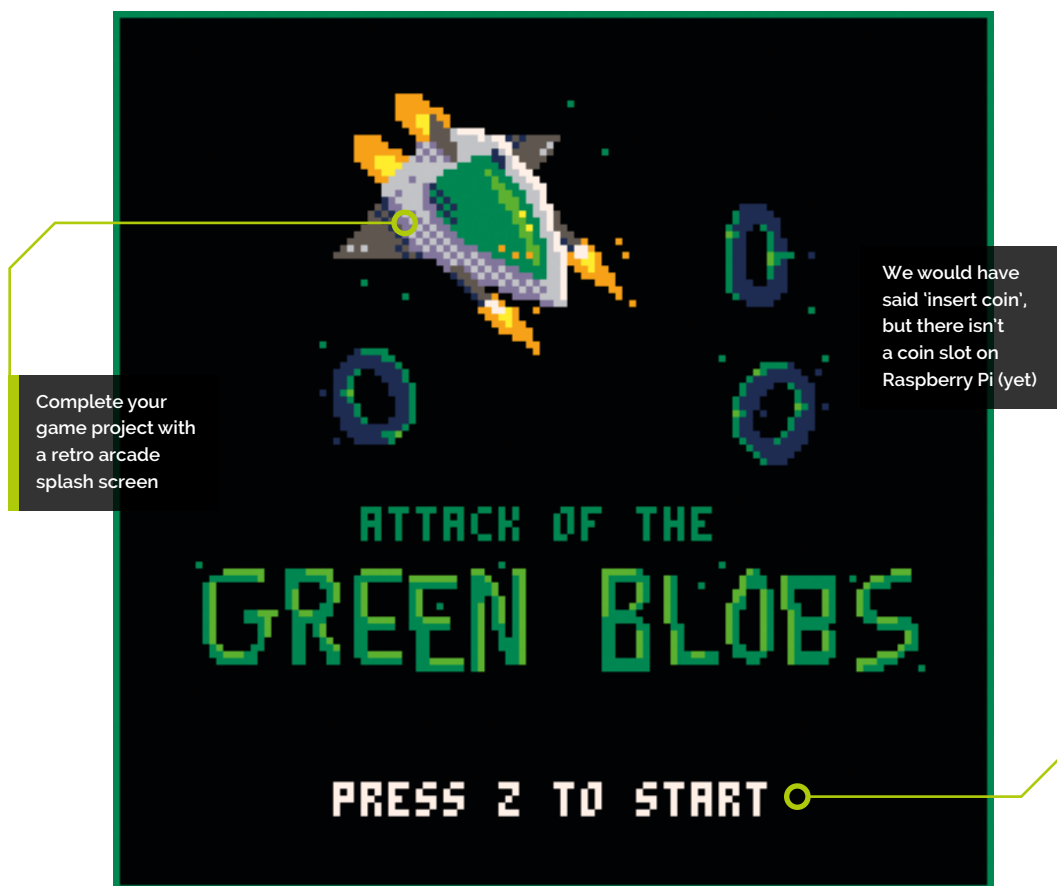 We would have
said ‘insert coin’,
but there isn’t
a coin slot on
Raspberry Pi (yet)
Complete your
game project with
a retro arcade
splash screen
ATTACK OF THE
GREEN BLOBS
PRESS Z TO START